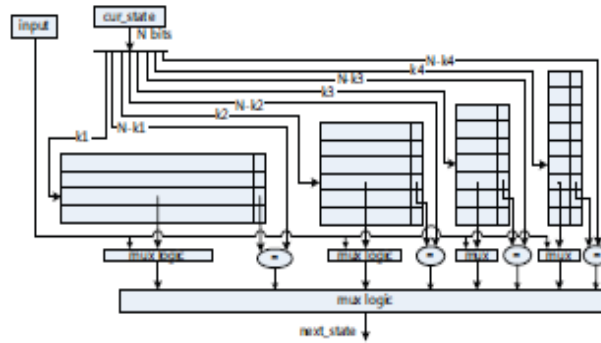 input
cur_state
N bits
N-k4
k4
N-k3
k3
N-k2
k2
N-k1
k1
mux logic
=
mux logic
=
mux
=
mux
=
mux logic
next_state